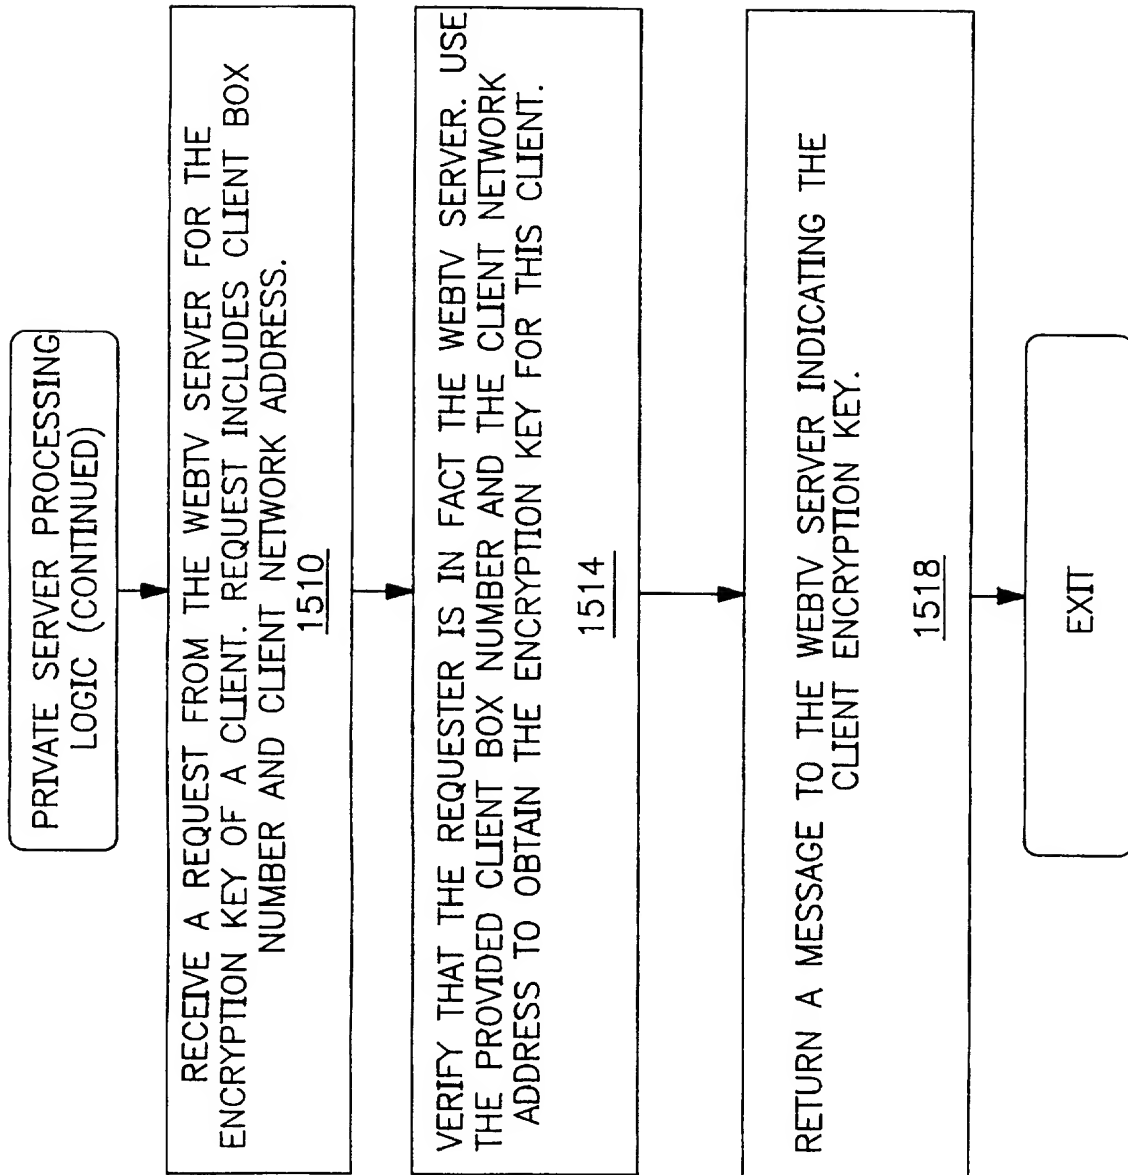 PRIVATE SERVER PROCESSING
LOGIC (CONTINUED)
RECEIVE A REQUEST FROM THE WEBTV SERVER FOR THE
ENCRYPTION KEY OF A CLIENT. REQUEST INCLUDES CLIENT BOX
NUMBER AND CLIENT NETWORK ADDRESS.
1510
VERIFY THAT THE REQUESTER IS IN FACT THE WEBTV SERVER. USE
THE PROVIDED CLIENT BOX NUMBER AND THE CLIENT NETWORK
ADDRESS TO OBTAIN THE ENCRYPTION KEY FOR THIS CLIENT.
1514
RETURN A MESSAGE TO THE WEBTV SERVER INDICATING THE
CLIENT ENCRYPTION KEY.
1518
EXIT